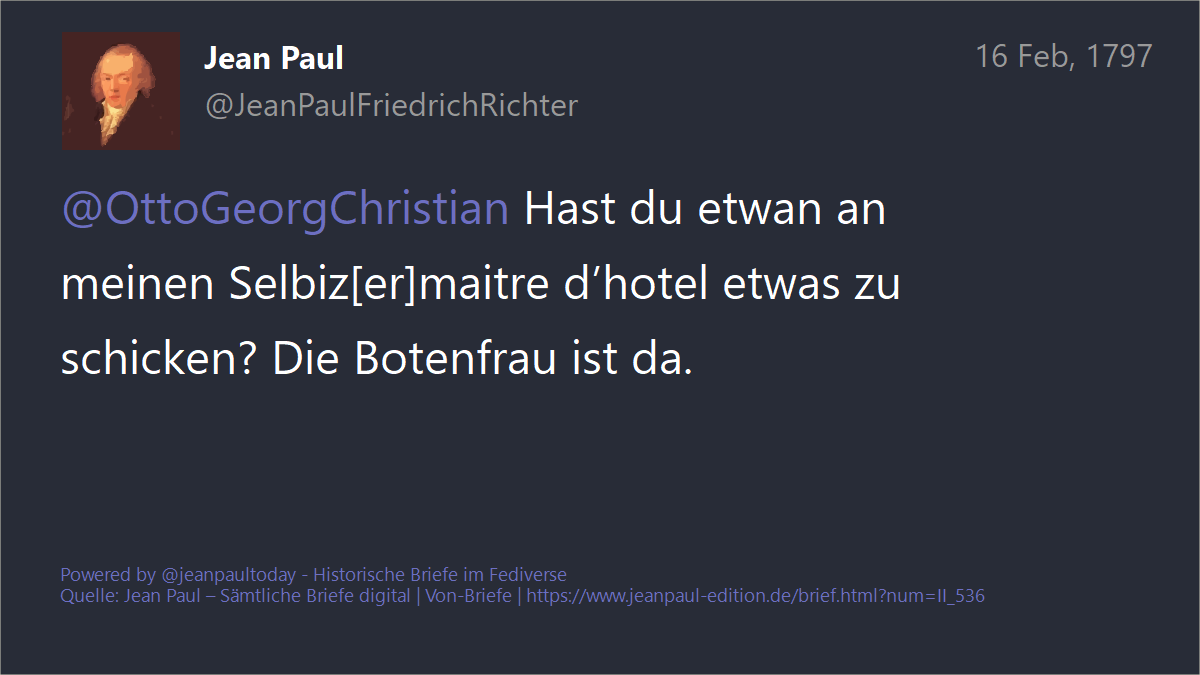 Jean Paul
16 Feb, 1797
@JeanPaulFriedrichRichter
@OttoGeorgChristian Hast du etwan an
meinen Selbiz[er]maitre d’hotel etwas zu
schicken? Die Botenfrau ist da.
Powered by @jeanpaultoday - Historische Briefe im Fediverse
Quelle: Jean Paul – Sämtliche Briefe digital | Von-Briefe | https://www.jeanpaul-edition.de/brief.html?num=II_536